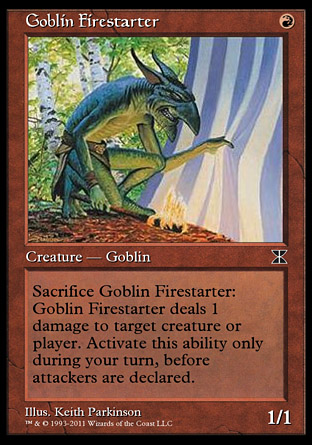 Goblin Firestarter
Creature — Goblin
Sacrifice Goblin Firestarter:
Goblin Firestarter deals 1
damage to target creature or
player. Activate this ability only
during your turn, before
attackers are declared.
Illus. Keith Parkinson
™ & © 1993-2011 Wizards of the Coast LLC
1/1